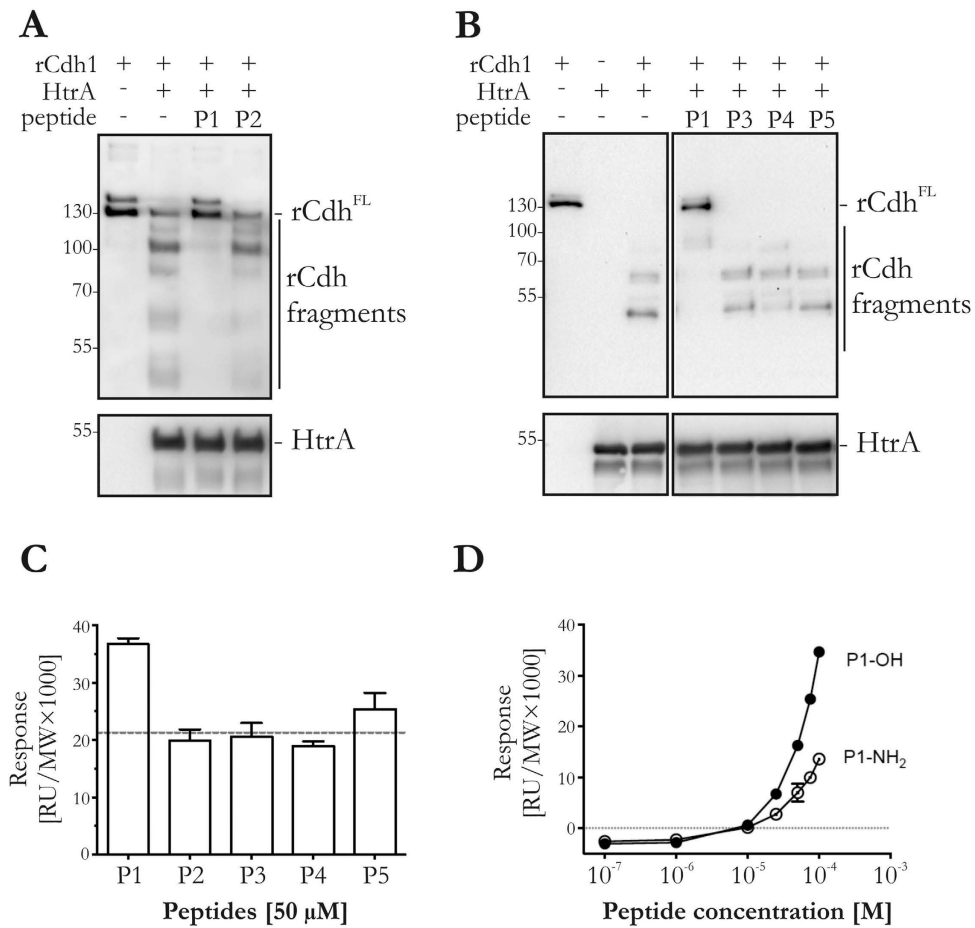 A
rCdh1 + + + +
HtrA - + + +
peptide - - P1 P2
130
100
70
55
rCdh^FL
rCdh
fragments
55
HtrA
B
rCdh1 + - + + + + +
HtrA - + + + + + +
peptide - - - P1 P3 P4 P5
130
100
70
55
rCdh^FL
rCdh
fragments
55
HtrA
C
Response
[RU/MW×1000]
40
30
20
10
0
P1 P2 P3 P4 P5
Peptides [50 µM]
D
Response
[RU/MW×1000]
40
30
20
10
0
P1-OH
P1-NH₂
10⁻⁷ 10⁻⁶ 10⁻⁵ 10⁻⁴ 10⁻³
Peptide concentration [M]